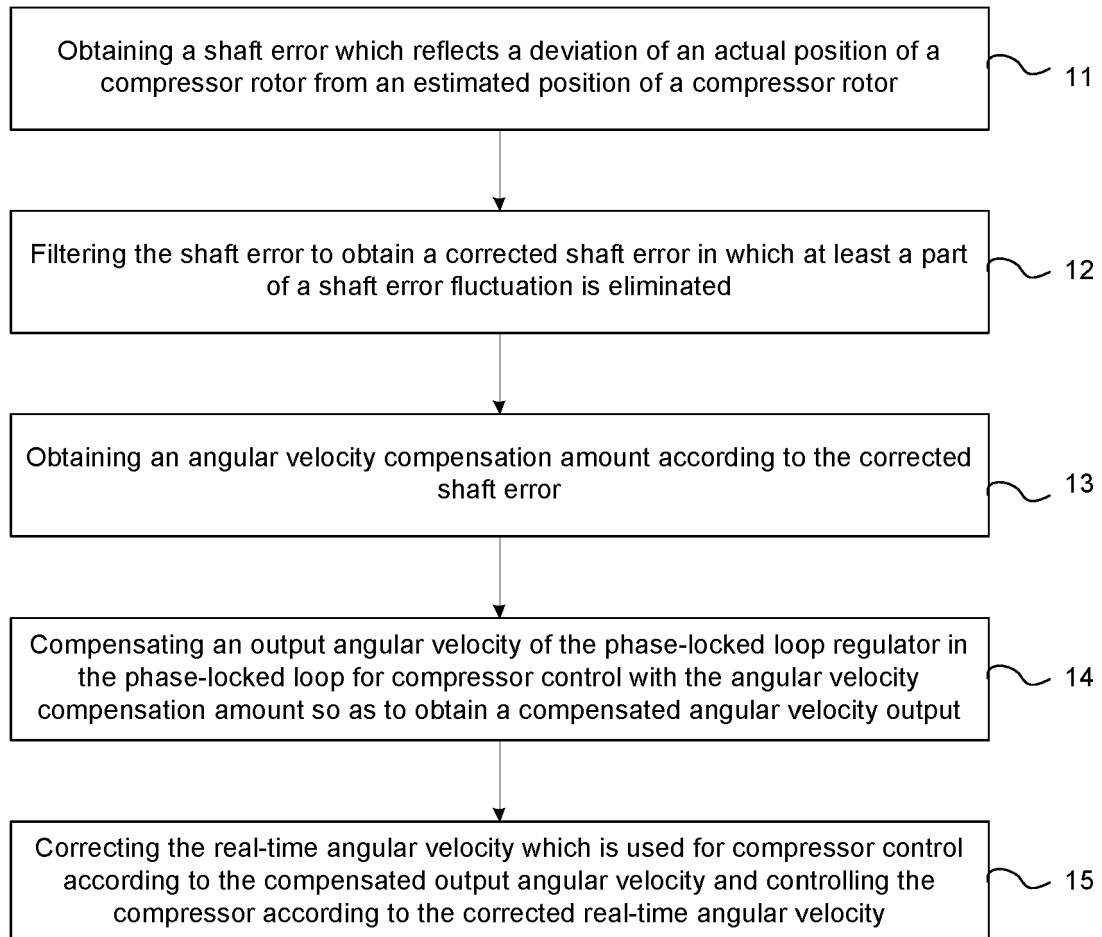 Obtaining a shaft error which reflects a deviation of an actual position of a
compressor rotor from an estimated position of a compressor rotor
11
Filtering the shaft error to obtain a corrected shaft error in which at least a part
of a shaft error fluctuation is eliminated
12
Obtaining an angular velocity compensation amount according to the corrected
shaft error
13
Compensating an output angular velocity of the phase-locked loop regulator in
the phase-locked loop for compressor control with the angular velocity
compensation amount so as to obtain a compensated angular velocity output
14
Correcting the real-time angular velocity which is used for compressor control
according to the compensated output angular velocity and controlling the
compressor according to the corrected real-time angular velocity
15